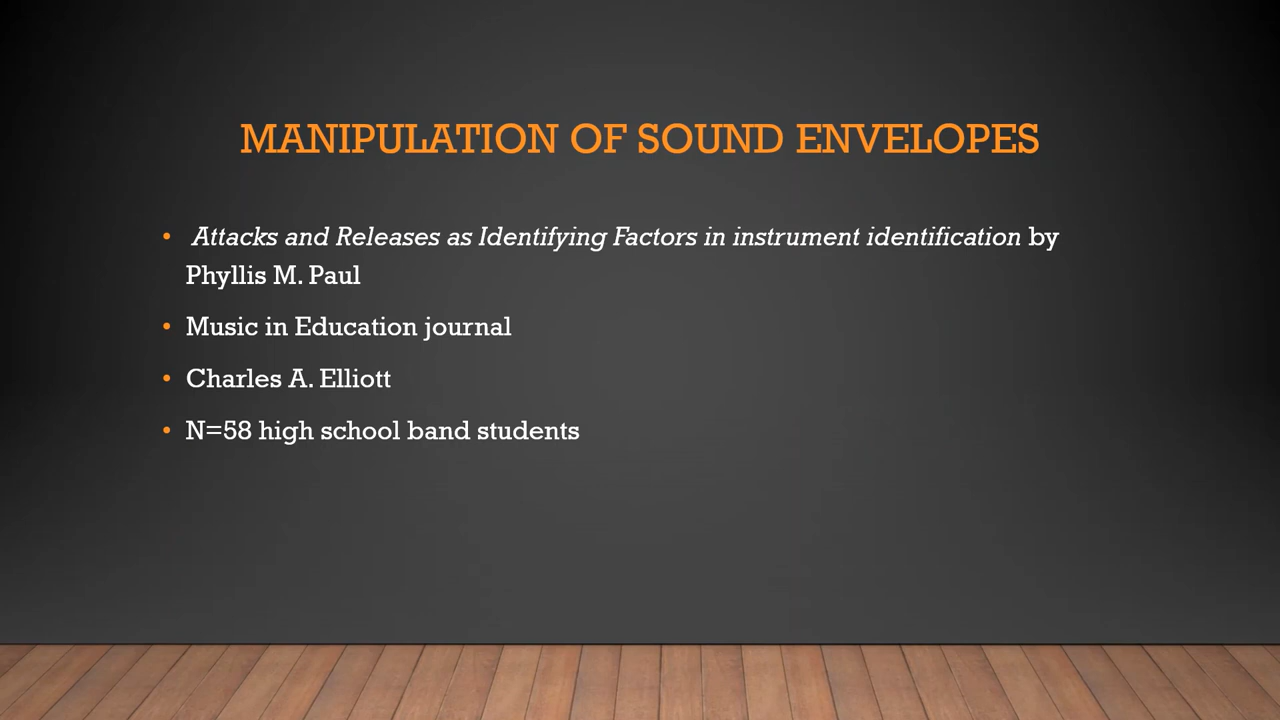 MANIPULATION OF SOUND ENVELOPES
• Attacks and Releases as Identifying Factors in instrument identification by
Phyllis M. Paul
• Music in Education journal
• Charles A. Elliott
• N=58 high school band students